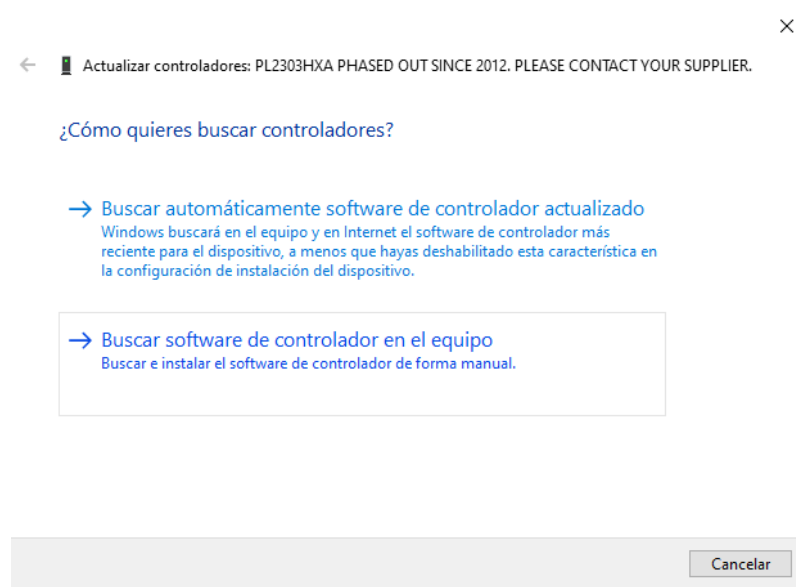 Actualizar controladores: PL2303HXA PHASED OUT SINCE 2012. PLEASE CONTACT YOUR SUPPLIER.
¿Cómo quieres buscar controladores?
Buscar automáticamente software de controlador actualizado
Windows buscará en el equipo y en Internet el software de controlador más
reciente para el dispositivo, a menos que hayas deshabilitado esta característica en
la configuración de instalación del dispositivo.
Buscar software de controlador en el equipo
Buscar e instalar el software de controlador de forma manual.
Cancelar